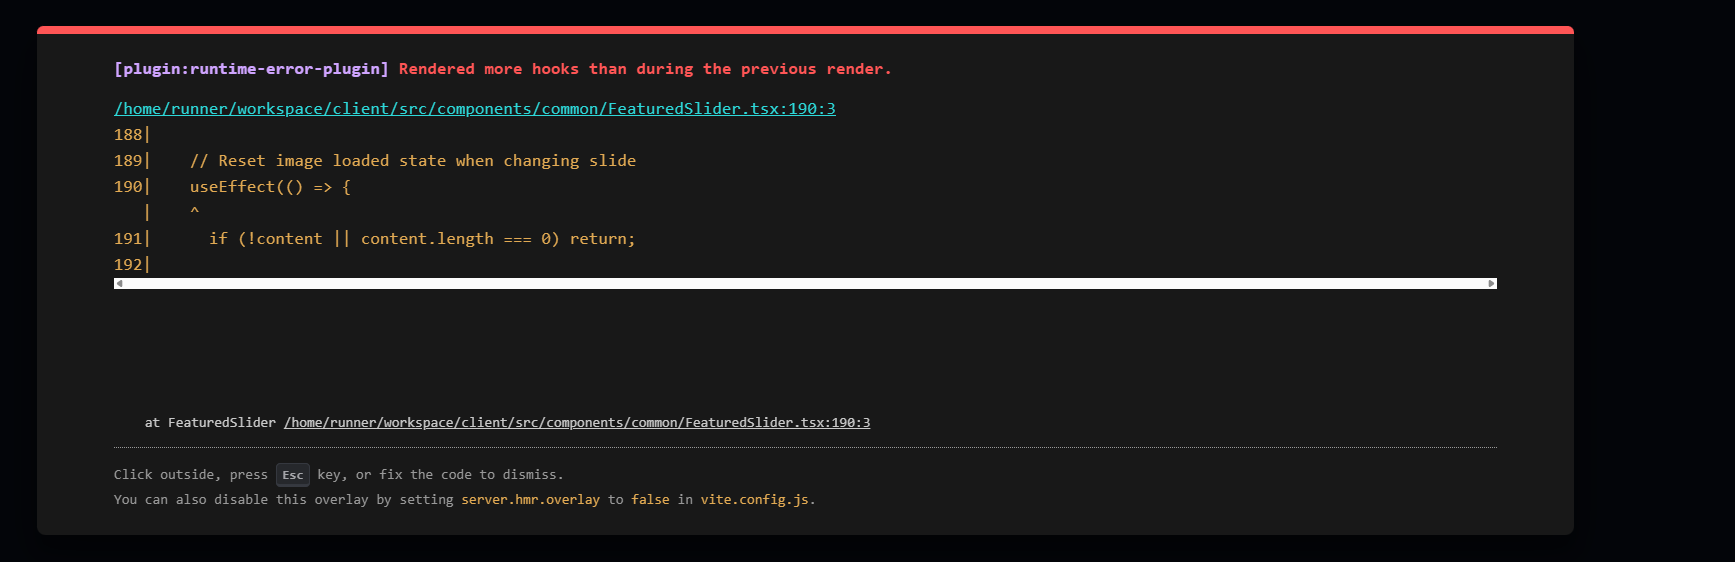 [plugin:runtime-error-plugin] Rendered more hooks than during the previous render.
/home/runner/workspace/client/src/components/common/FeaturedSlider.tsx:190:3
188|
189|    // Reset image loaded state when changing slide
190|    useEffect(() => {
   |    ^
191|      if (!content || content.length === 0) return;
192|
at FeaturedSlider /home/runner/workspace/client/src/components/common/FeaturedSlider.tsx:190:3
Click outside, press Esc key, or fix the code to dismiss.
You can also disable this overlay by setting server.hmr.overlay to false in vite.config.js.